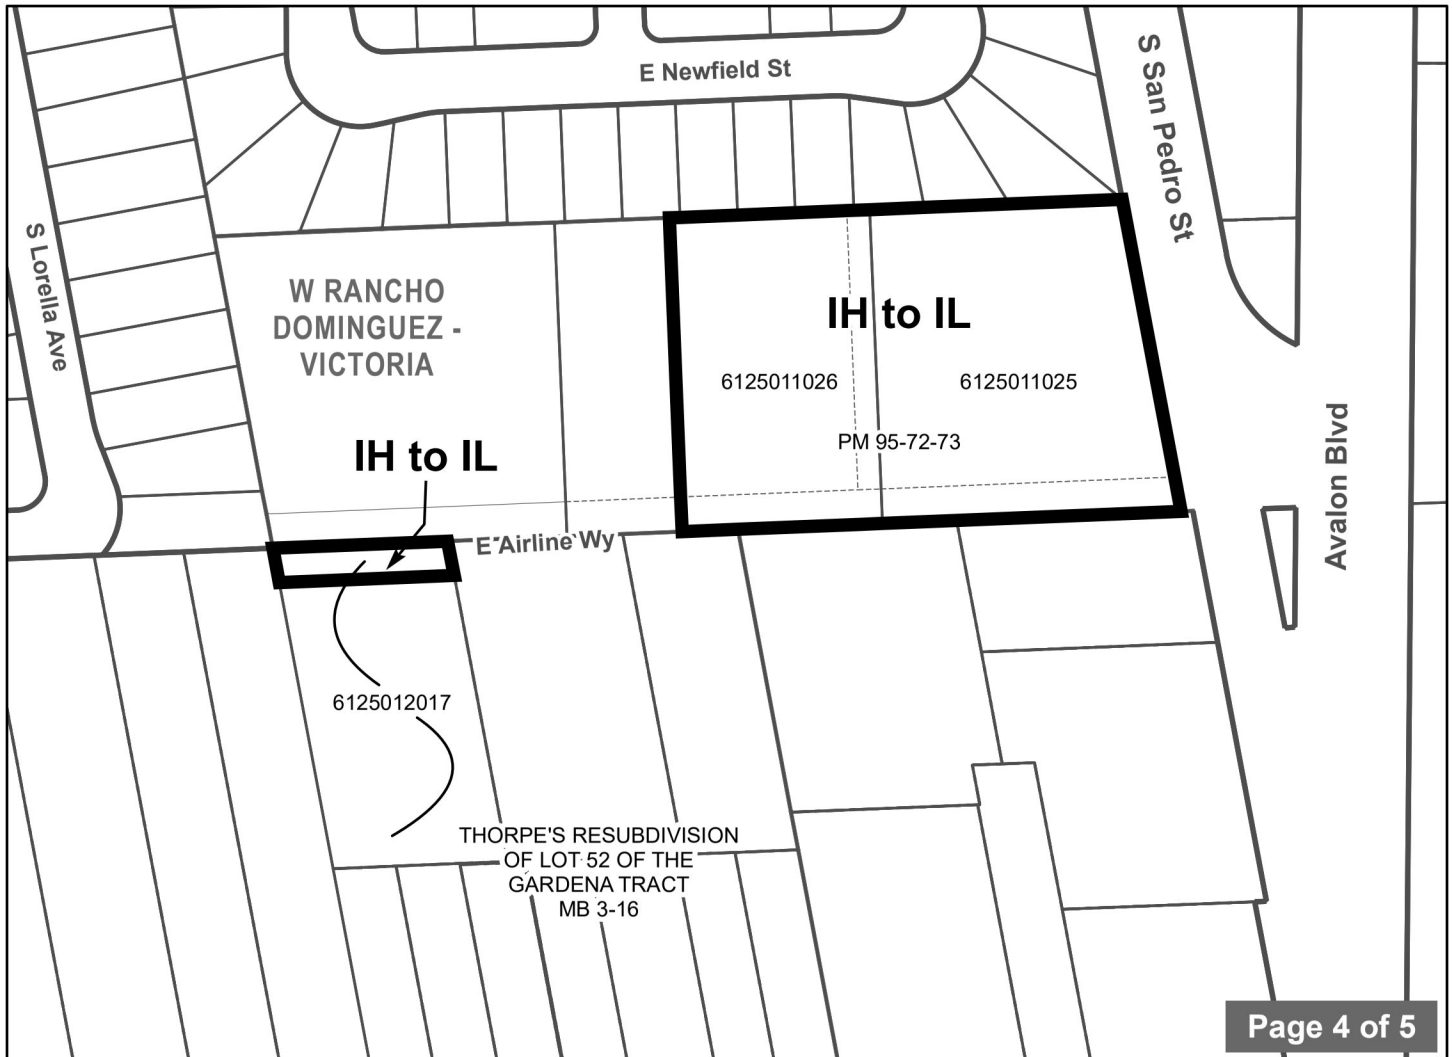 E Newfield St
S San Pedro St
S Lorella Ave
W RANCHO
DOMINGUEZ -
VICTORIA
IH to IL
6125011026
6125011025
PM 95-72-73
IH to IL
Avalon Blvd
E Airline Wy
6125012017
THORPE'S RESUBDIVISION
OF LOT 52 OF THE
GARDENA TRACT
MB 3-16
Page 4 of 5